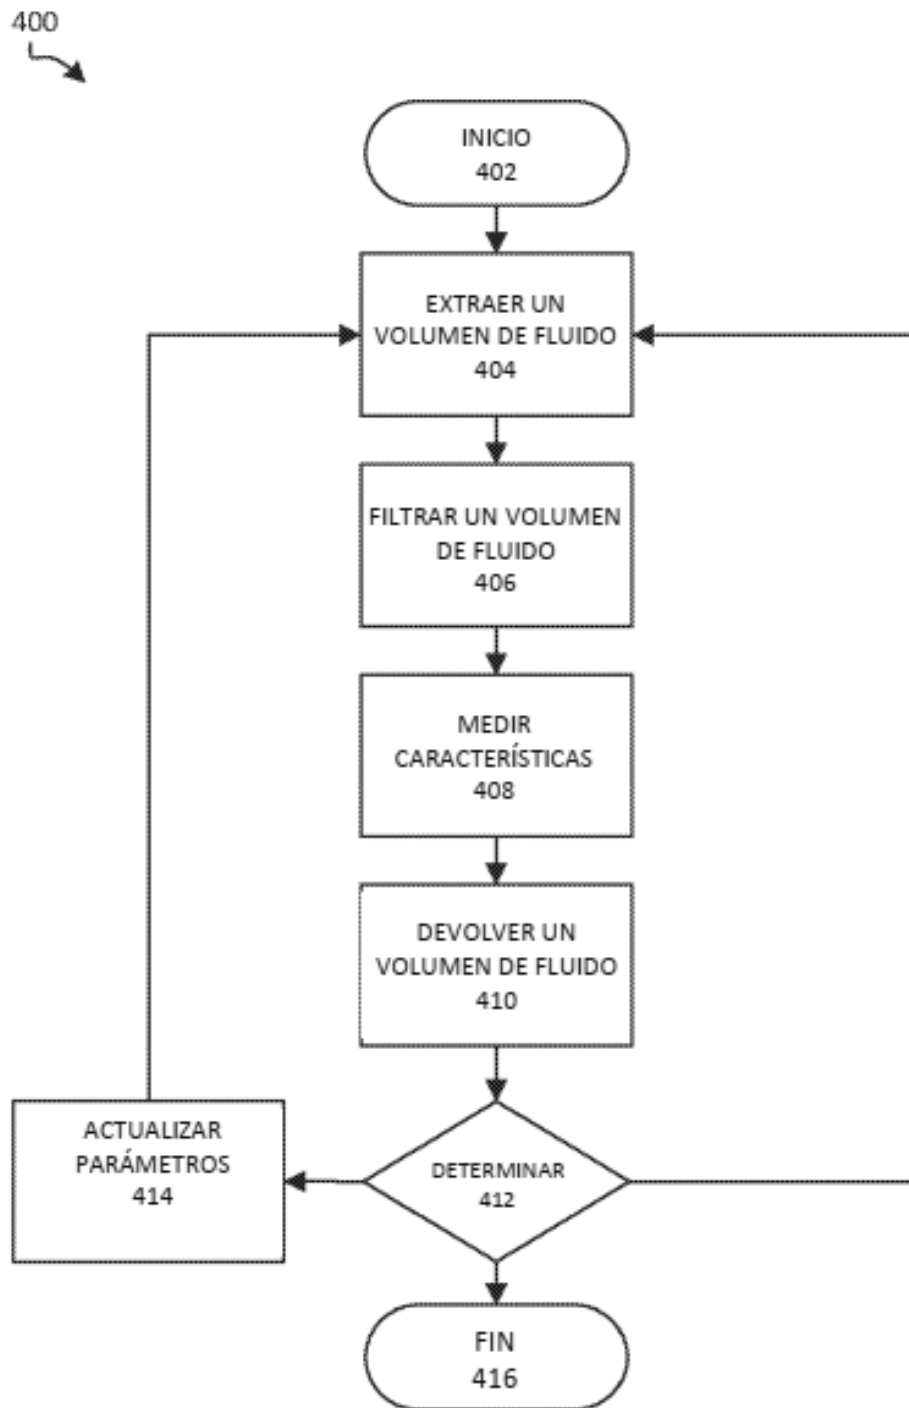 400
INICIO
402
EXTRAER UN
VOLUMEN DE FLUIDO
404
FILTRAR UN VOLUMEN
DE FLUIDO
406
MEDIR
CARACTERÍSTICAS
408
DEVOLVER UN
VOLUMEN DE FLUIDO
410
ACTUALIZAR
PARÁMETROS
414
DETERMINAR
412
FIN
416